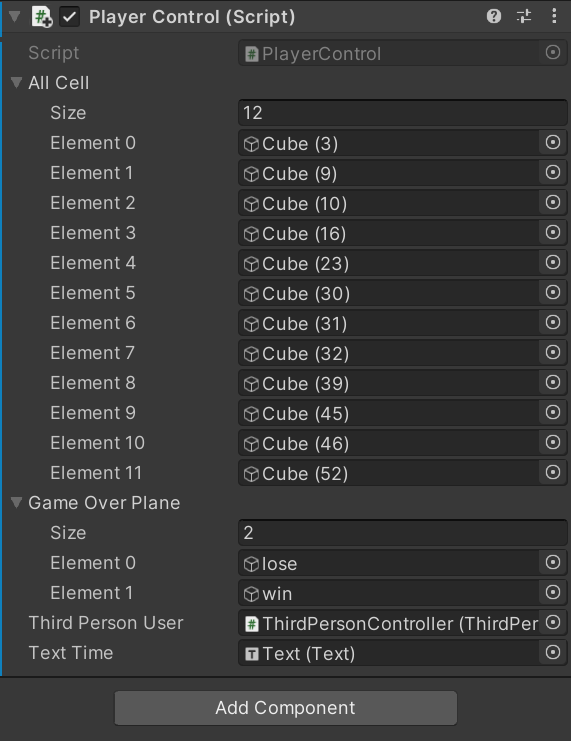 Player Control (Script)
Script PlayerControl
All Cell
Size 12
Element 0 Cube (3)
Element 1 Cube (9)
Element 2 Cube (10)
Element 3 Cube (16)
Element 4 Cube (23)
Element 5 Cube (30)
Element 6 Cube (31)
Element 7 Cube (32)
Element 8 Cube (39)
Element 9 Cube (45)
Element 10 Cube (46)
Element 11 Cube (52)
Game Over Plane
Size 2
Element 0 lose
Element 1 win
Third Person User ThirdPersonController (ThirdPer
Text Time Text (Text)
Add Component